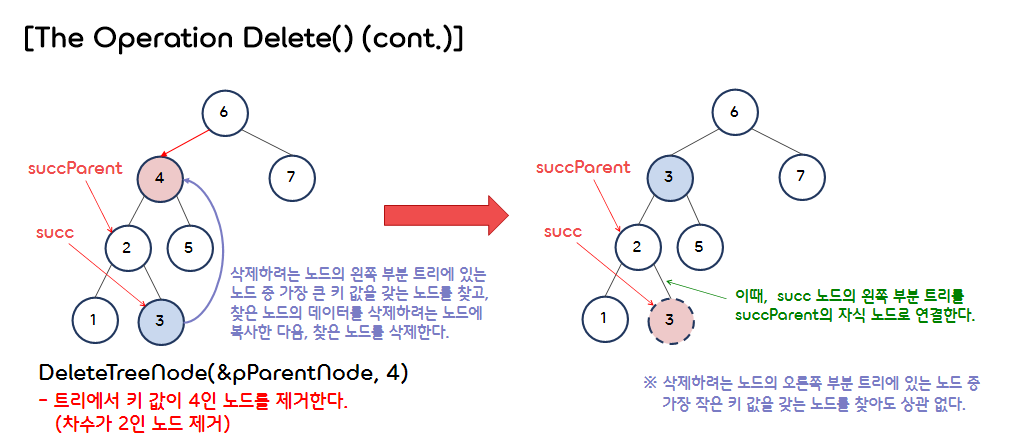 [The Operation Delete() (cont.)]
6
4
7
succParent
2
5
succ
1
3
삭제하려는 노드의 왼쪽 부분 트리에 있는
노드 중 가장 큰 키 값을 갖는 노드를 찾고,
찾은 노드의 데이터를 삭제하려는 노드에
복사한 다음, 찾은 노드를 삭제한다.
DeleteTreeNode(&pParentNode, 4)
- 트리에서 키 값이 4인 노드를 제거한다.
(차수가 2인 노드 제거)
6
succParent
3
7
succ
2
5
1
3
이때, succ 노드의 왼쪽 부분 트리를
succParent의 자식 노드로 연결한다.
※ 삭제하려는 노드의 오른쪽 부분 트리에 있는 노드 중
가장 작은 키 값을 갖는 노드를 찾아도 상관 없다.